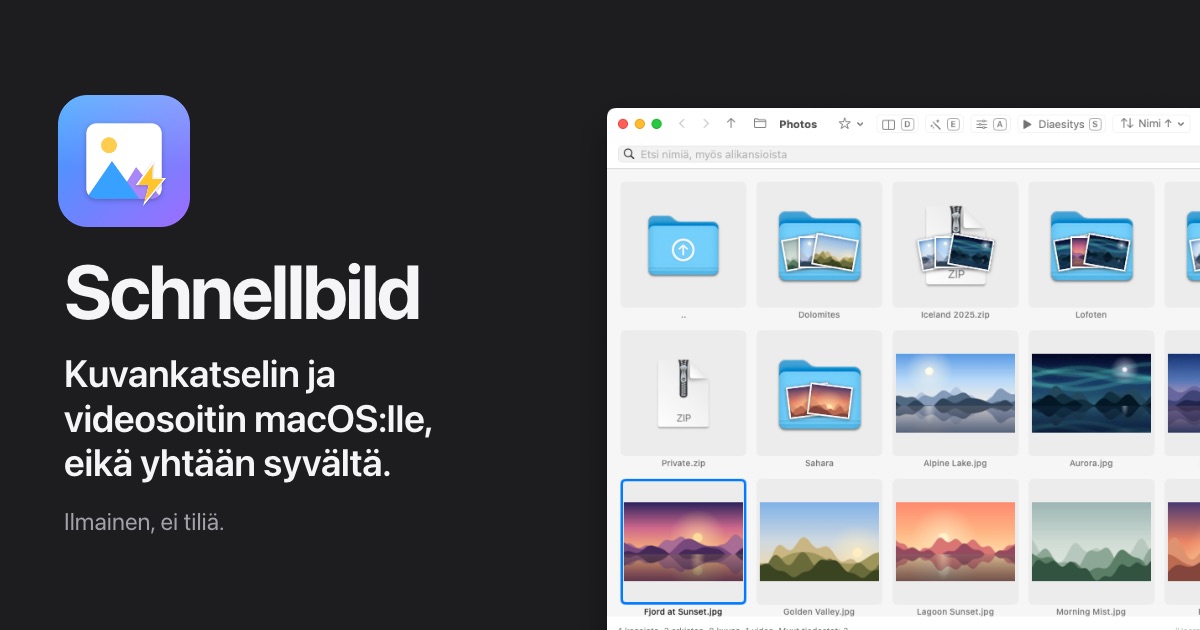 Schnellbild
Kuvankatselin ja
videosoitin macOS:lle,
eikä yhtään syvältä.
Ilmainen, ei tiliä.
Photos
D
E
A
Diaesitys S
Nimi
Etsi nimiä, myös alikansioista
..
Dolomites
ZIP
Iceland 2025.zip
Lofoten
ZIP
Private.zip
Sahara
Alpine Lake.jpg
Aurora.jpg
Fjord at Sunset.jpg
Golden Valley.jpg
Lagoon Sunset.jpg
Morning Mist.jpg